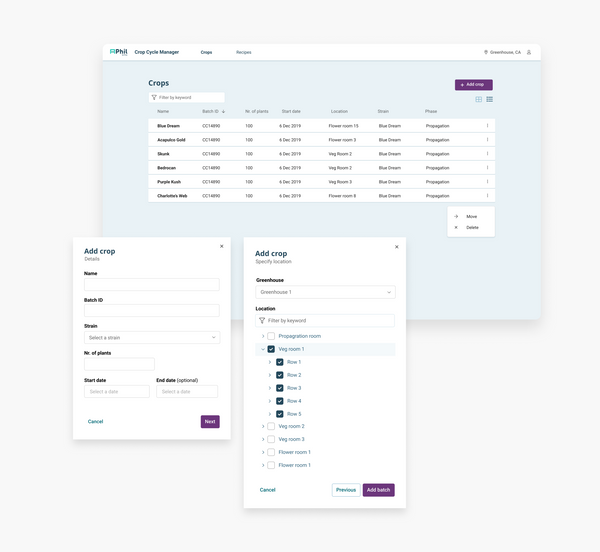 Phil
Crop Cycle Manager
Crops
Recipes
Greenhouse, CA
Crops
+ Add crop
Filter by keyword
Name Batch ID Nr. of plants Start date Location Strain Phase
Blue Dream CC14890 100 6 Dec 2019 Flower room 15 Blue Dream Propagation
Acapulco Gold CC14890 100 6 Dec 2019 Flower room 3 Blue Dream Propagation
Skunk CC14890 100 6 Dec 2019 Veg Room 2 Blue Dream Propagation
Bedrocan CC14890 100 6 Dec 2019 Veg Room 2 Blue Dream Propagation
Purple Kush CC14890 100 6 Dec 2019 Veg Room 3 Blue Dream Propagation
Charlotte's Web CC14890 100 6 Dec 2019 Flower room 8 Blue Dream Propagation
Move
Delete
Add crop
Details
Name
Batch ID
Strain
Select a strain
Nr. of plants
Start date End date (optional)
Select a date Select a date
Cancel Next
Add crop
Specify location
Greenhouse
Greenhouse 1
Location
Filter by keyword
Propagration room
Veg room 1
Row 1
Row 2
Row 3
Row 4
Row 5
Veg room 2
Veg room 3
Flower room 1
Flower room 1
Cancel Previous Add batch